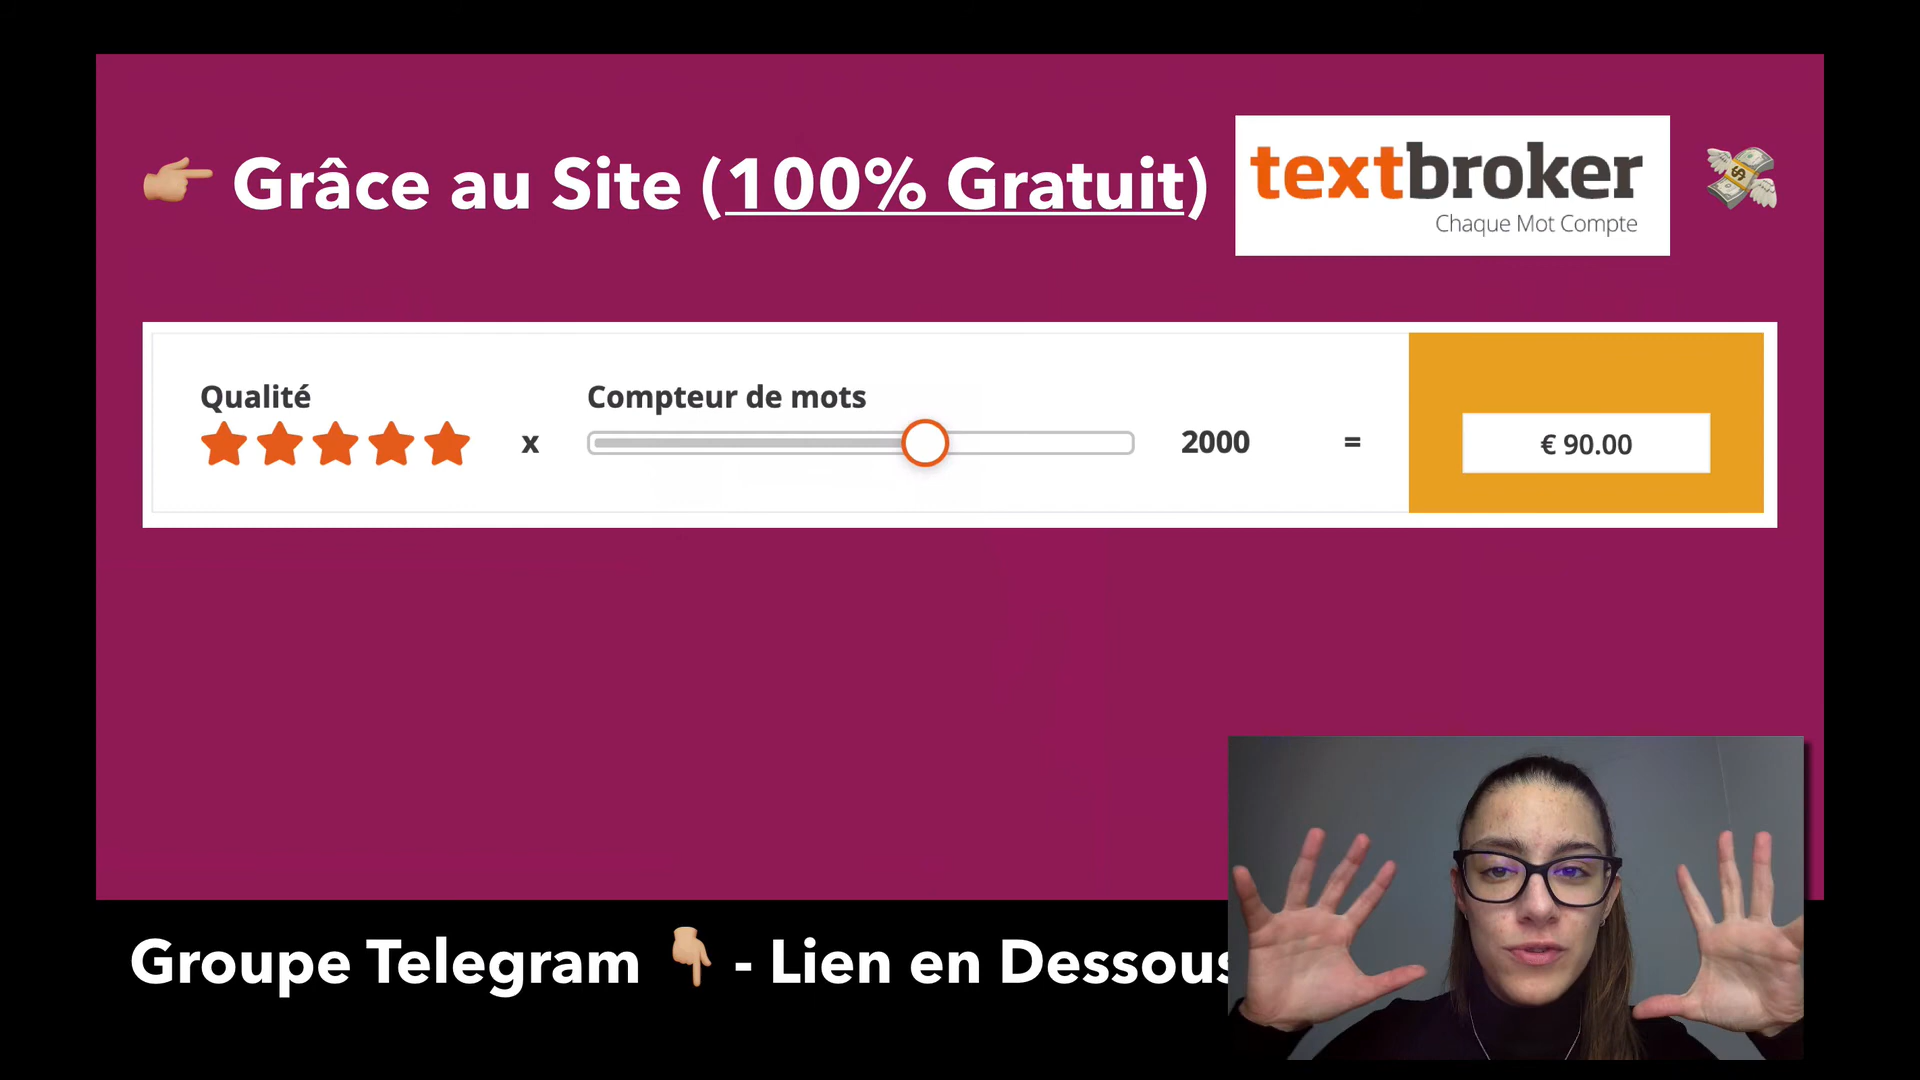 Grâce au Site (100% Gratuit)
textbroker
Chaque Mot Compte
Qualité
Compteur de mots
x
2000
=
€ 90.00
Groupe Telegram - Lien en Dessous